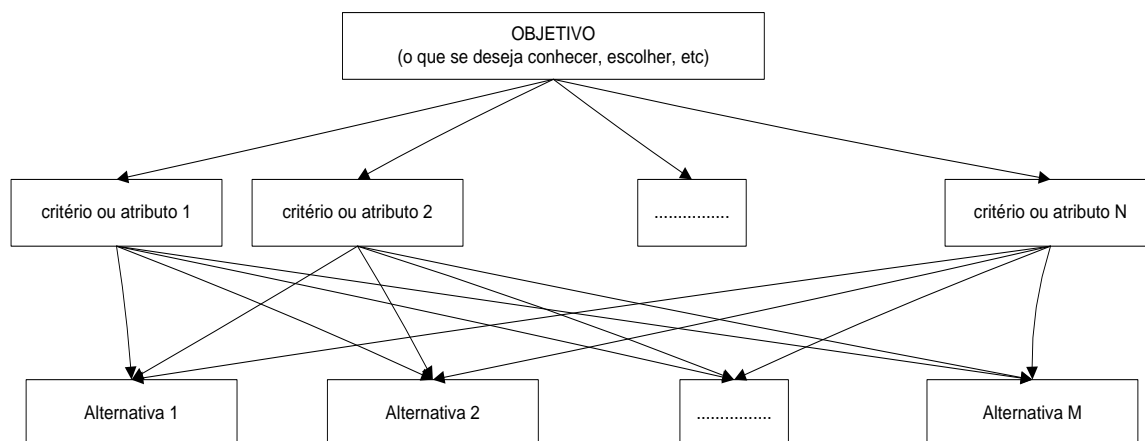 OBJETIVO
(o que se deseja conhecer, escolher, etc)
critério ou atributo 1
critério ou atributo 2
................
critério ou atributo N
Alternativa 1
Alternativa 2
................
Alternativa M